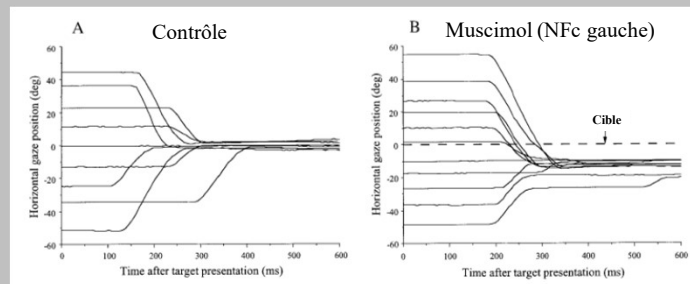 A Contrôle
B Muscimol (NFc gauche)
60
40
20
0
-20
-40
-60
Horizontal gaze position (deg)
0 100 200 300 400 500 600
Time after target presentation (ms)
60
40
20
0
-20
-40
-60
Horizontal gaze position (deg)
Cible
0 100 200 300 400 500 600
Time after target presentation (ms)